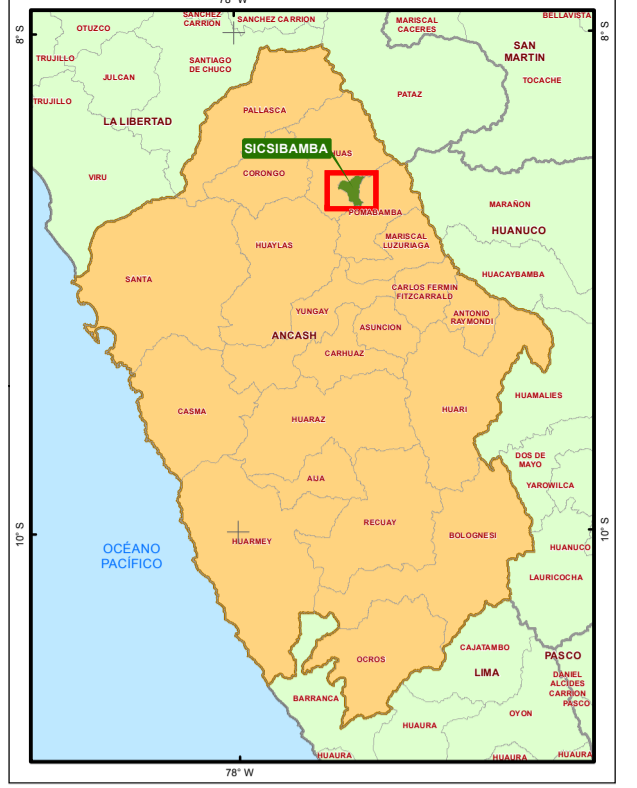 78° W
8° S
8° S
OTUZCO
SANCHEZ
CARRIÓN
SANCHEZ CARRION
MARISCAL
CACERES
BELLAVISTA
TRUJILLO
SANTIAGO
DE CHUCO
SAN
MARTIN
JULCAN
TOCACHE
TRUJILLO
PATAZ
PALLASCA
LA LIBERTAD
SICSIBAMBA
UAS
VIRU
CORONGO
MARAÑON
POMABAMBA
HUANUCO
MARISCAL
LUZURIAGA
HUAYLAS
HUACAYBAMBA
SANTA
CARLOS FERMIN
FITZCARRALD
YUNGAY
ANTONIO
RAYMONDI
ASUNCION
ANCASH
CARHUAZ
HUAMALIES
CASMA
HUARI
HUARAZ
DOS DE
MAYO
AIJA
YAROWILCA
RECUAY
10° S
10° S
BOLOGNESI
HUARMEY
OCÉANO
PACÍFICO
HUANUCO
LAURICOCHA
CAJATAMBO
PASCO
OCROS
LIMA
DANIEL
ALCIDES
CARRION
PASCO
BARRANCA
OYON
HUAURA
HUAURA
HUAURA
HUAURA
78° W